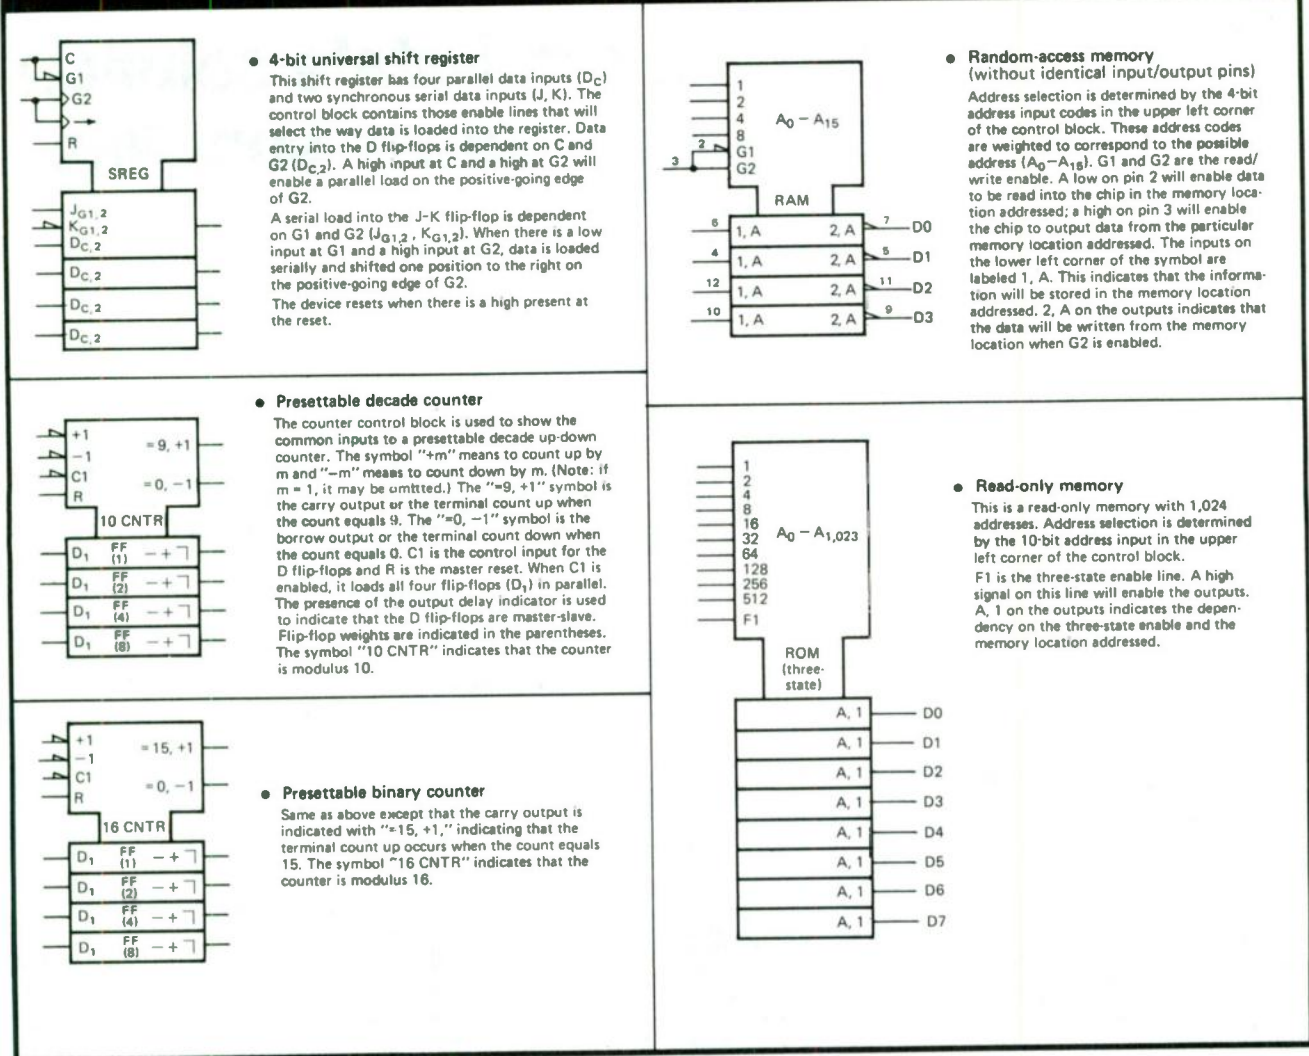 C
G1
G2
R
SREG
J G1,2
K G1,2
D C,2
D C,2
D C,2
D C,2
● 4-bit universal shift register
This shift register has four parallel data inputs (DC)
and two synchronous serial data inputs (J, K). The
control block contains those enable lines that will
select the way data is loaded into the register. Data
entry into the D flip-flops is dependent on C and
G2 (DC,2). A high input at C and a high at G2 will
enable a parallel load on the positive-going edge
of G2.
A serial load into the J-K flip-flop is dependent
on G1 and G2 (JG1,2 , KG1,2). When there is a low
input at G1 and a high input at G2, data is loaded
serially and shifted one position to the right on
the positive-going edge of G2.
The device resets when there is a high present at
the reset.
+1
=9, +1
−1
C1
=0, −1
R
10 CNTR
D1 FF (1) − + ┐
D1 FF (2) − + ┐
D1 FF (4) − + ┐
D1 FF (8) − + ┐
● Presettable decade counter
The counter control block is used to show the
common inputs to a presettable decade up-down
counter. The symbol "+m" means to count up by
m and "−m" means to count down by m. (Note: if
m = 1, it may be omitted.) The "=9, +1" symbol is
the carry output or the terminal count up when
the count equals 9. The "=0, −1" symbol is the
borrow output or the terminal count down when
the count equals 0. C1 is the control input for the
D flip-flops and R is the master reset. When C1 is
enabled, it loads all four flip-flops (D1) in parallel.
The presence of the output delay indicator is used
to indicate that the D flip-flops are master-slave.
Flip-flop weights are indicated in the parentheses.
The symbol "10 CNTR" indicates that the counter
is modulus 10.
+1
=15, +1
−1
C1
=0, −1
R
16 CNTR
D1 FF (1) − + ┐
D1 FF (2) − + ┐
D1 FF (4) − + ┐
D1 FF (8) − + ┐
● Presettable binary counter
Same as above except that the carry output is
indicated with "=15, +1," indicating that the
terminal count up occurs when the count equals
15. The symbol "16 CNTR" indicates that the
counter is modulus 16.
1
2
4
A0 – A15
8
2 G1
3 G2
RAM
6 1, A 2, A 7 D0
4 1, A 2, A 5 D1
12 1, A 2, A 11 D2
10 1, A 2, A 9 D3
● Random-access memory
(without identical input/output pins)
Address selection is determined by the 4-bit
address input codes in the upper left corner
of the control block. These address codes
are weighted to correspond to the possible
address (A0–A15). G1 and G2 are the read/
write enable. A low on pin 2 will enable data
to be read into the chip in the memory loca-
tion addressed; a high on pin 3 will enable
the chip to output data from the particular
memory location addressed. The inputs on
the lower left corner of the symbol are
labeled 1, A. This indicates that the informa-
tion will be stored in the memory location
addressed. 2, A on the outputs indicates that
the data will be written from the memory
location when G2 is enabled.
1
2
4
8
16
32
A0 – A1,023
64
128
256
512
F1
ROM
(three-
state)
A, 1 D0
A, 1 D1
A, 1 D2
A, 1 D3
A, 1 D4
A, 1 D5
A, 1 D6
A, 1 D7
● Read-only memory
This is a read-only memory with 1,024
addresses. Address selection is determined
by the 10-bit address input in the upper
left corner of the control block.
F1 is the three-state enable line. A high
signal on this line will enable the outputs.
A, 1 on the outputs indicates the depen-
dency on the three-state enable and the
memory location addressed.